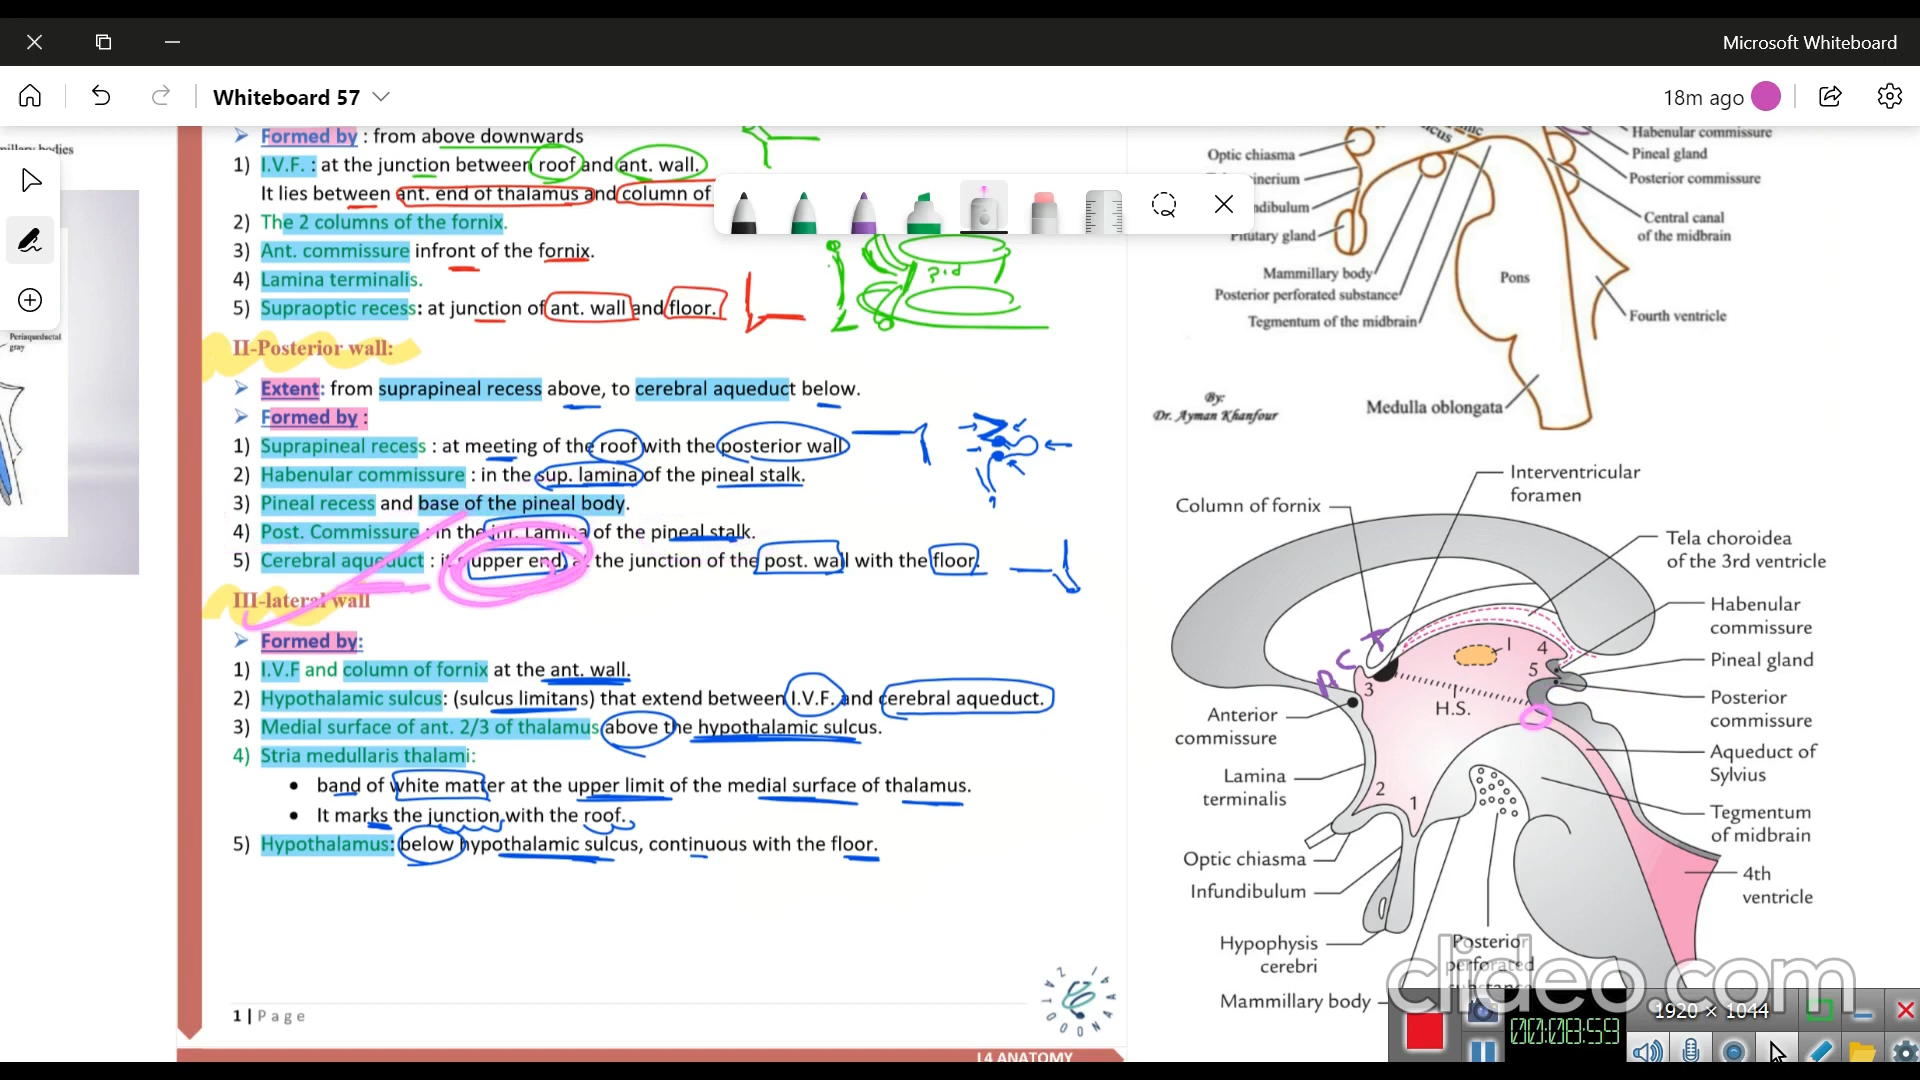 Microsoft Whiteboard
Whiteboard 57
18m ago
Periaqueductal
gray
Formed by : from above downwards
1) I.V.F. : at the junction between roof and ant. wall.
It lies between ant. end of thalamus and column of
2) The 2 columns of the fornix.
3) Ant. commissure infront of the fornix.
4) Lamina terminalis.
5) Supraoptic recess: at junction of ant. wall and floor.
II-Posterior wall:
Extent: from suprapineal recess above, to cerebral aqueduct below.
Formed by :
1) Suprapineal recess : at meeting of the roof with the posterior wall
2) Habenular commissure : in the sup. lamina of the pineal stalk.
3) Pineal recess and base of the pineal body.
4) Post. Commissure : in the inf. Lamina of the pineal stalk.
5) Cerebral aqueduct : it upper end, at the junction of the post. wall with the floor.
III-lateral wall
Formed by:
1) I.V.F and column of fornix at the ant. wall.
2) Hypothalamic sulcus: (sulcus limitans) that extend between I.V.F. and cerebral aqueduct.
3) Medial surface of ant. 2/3 of thalamus above the hypothalamic sulcus.
4) Stria medullaris thalami:
• band of white matter at the upper limit of the medial surface of thalamus.
• It marks the junction with the roof.
5) Hypothalamus: below hypothalamic sulcus, continuous with the floor.
1 | Page
L4 ANATOMY
Optic chiasma
Pitutary gland
Mammillary body
Posterior perforated substance
Tegmentum of the midbrain
Habenular commissure
Pineal gland
Posterior commissure
Central canal
of the midbrain
Pons
Fourth ventricle
Medulla oblongata
By:
Dr. Ayman Khanfour
Interventricular
foramen
Column of fornix
Tela choroidea
of the 3rd ventricle
Habenular
commissure
Pineal gland
Posterior
commissure
Aqueduct of
Sylvius
Tegmentum
of midbrain
4th
ventricle
A C T
I
4
5
3
H.S.
2
1
Anterior
commissure
Lamina
terminalis
Optic chiasma
Infundibulum
Hypophysis
cerebri
Mammillary body
Posterior
perforated
substance
clideo.com
1920 × 1044
00:08:59